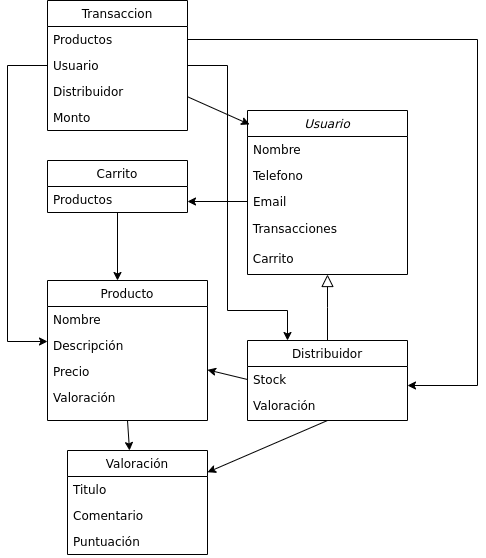 Transaccion
Productos
Usuario
Distribuidor
Monto
Usuario
Nombre
Telefono
Email
Transacciones
Carrito
Carrito
Productos
Producto
Nombre
Descripción
Precio
Valoración
Distribuidor
Stock
Valoración
Valoración
Titulo
Comentario
Puntuación